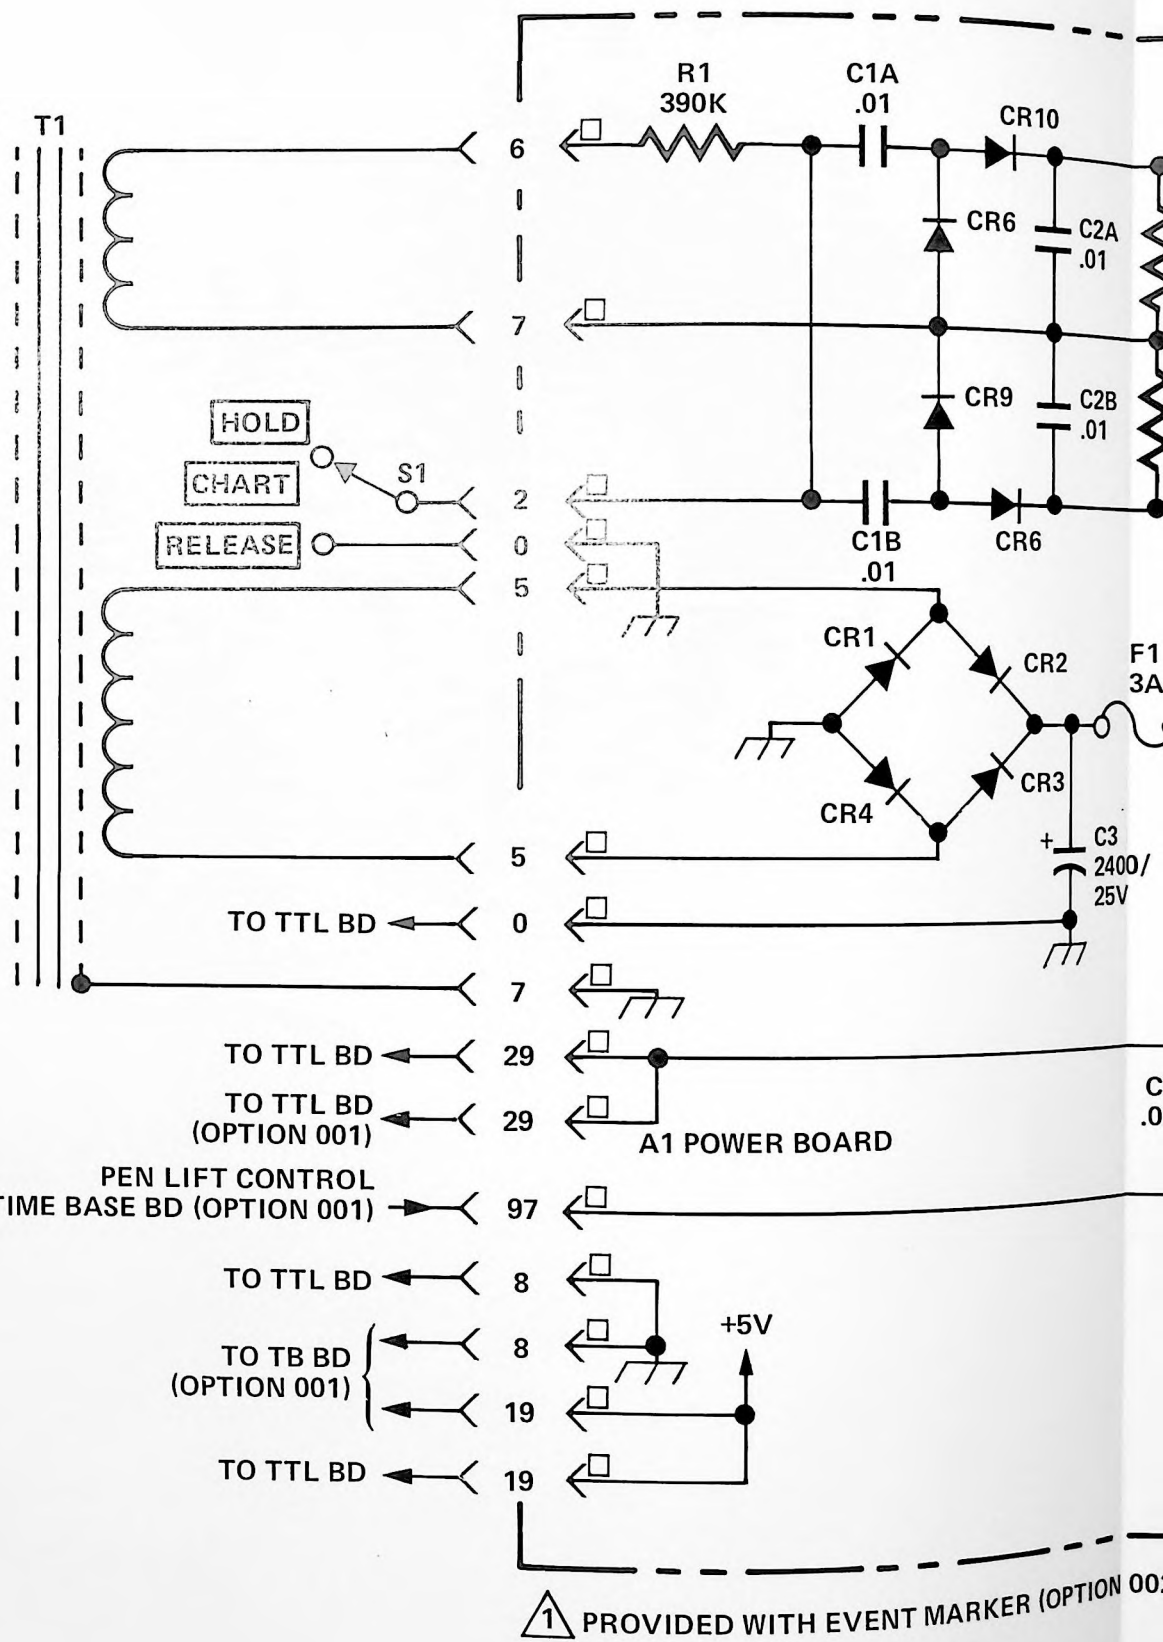 R1
390K
C1A
.01
CR10
T1
6
CR6
C2A
.01
7
HOLD
CHART
S1
RELEASE
2
0
5
CR9
C2B
.01
C1B
.01
CR6
CR1
CR2
F1
3A
CR4
CR3
+
C3
2400/
25V
5
TO TTL BD
0
7
TO TTL BD
29
TO TTL BD
(OPTION 001)
29
A1 POWER BOARD
C
.0
PEN LIFT CONTROL
TIME BASE BD (OPTION 001)
97
TO TTL BD
8
TO TB BD
(OPTION 001)
8
19
+5V
TO TTL BD
19
1 PROVIDED WITH EVENT MARKER (OPTION 002